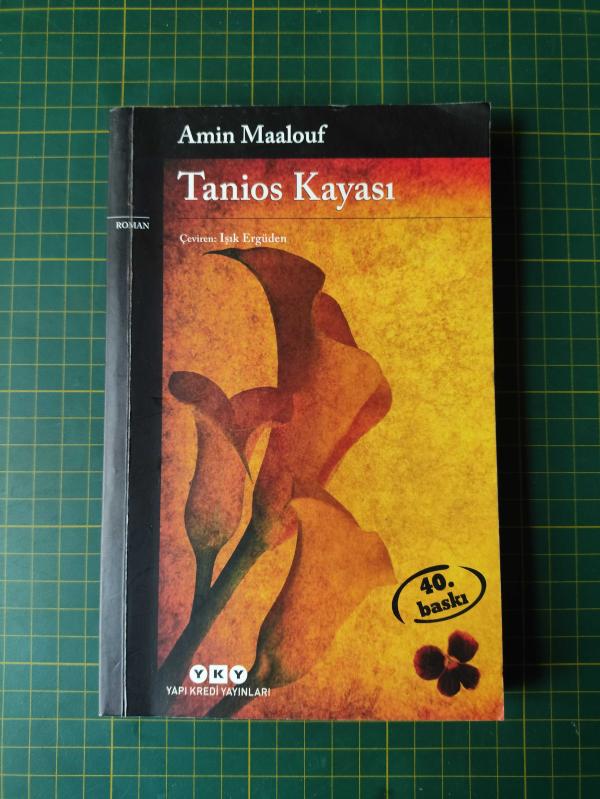 Amin Maalouf
Tanios Kayası
ROMAN
Çeviren: Işık Ergüden
40.
baskı
YKY
YAPI KREDİ YAYINLARI